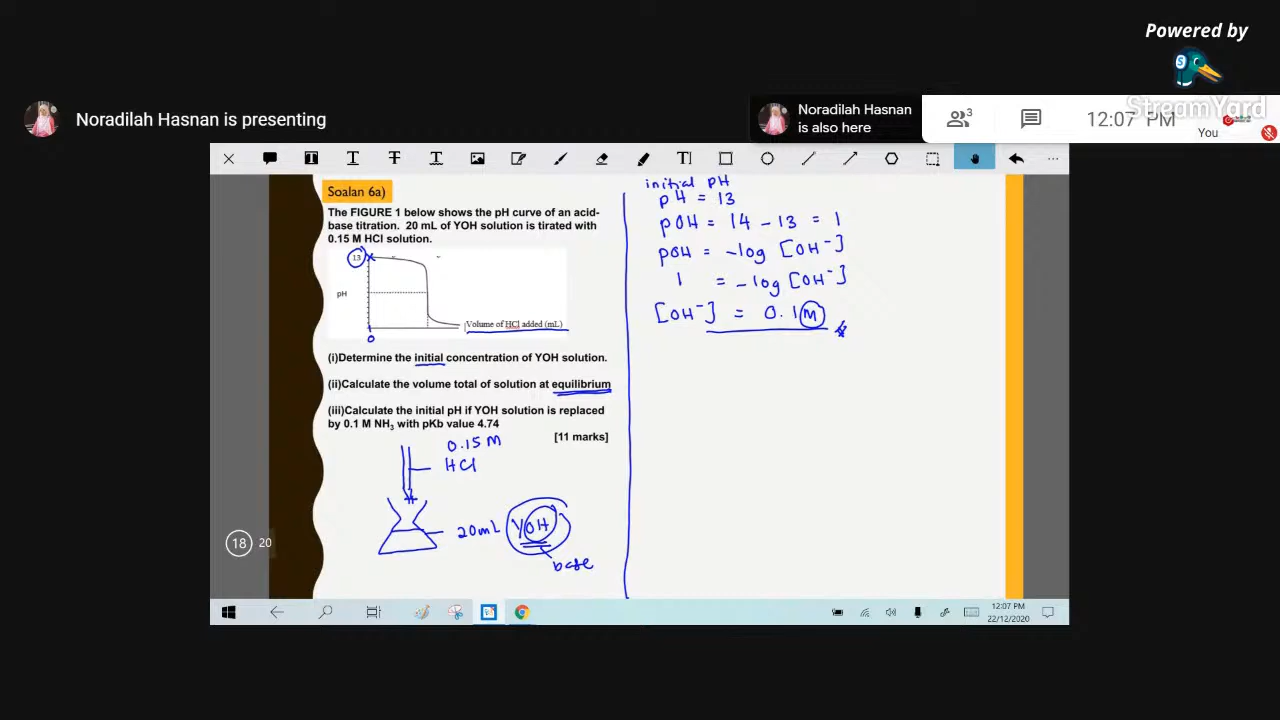 Powered by
StreamYard
Noradilah Hasnan is presenting
Noradilah Hasnan
is also here
3
12:07 PM
You
Soalan 6a)
The FIGURE 1 below shows the pH curve of an acid-
base titration. 20 mL of YOH solution is tirated with
0.15 M HCl solution.
13
pH
Volume of HCl added (mL)
0
(i)Determine the initial concentration of YOH solution.
(ii)Calculate the volume total of solution at equilibrium
(iii)Calculate the initial pH if YOH solution is replaced
by 0.1 M NH₃ with pKb value 4.74
[11 marks]
0.15 M
HCl
20mL YOH
base
18 20
initial pH
pH = 13
pOH = 14 - 13 = 1
pOH = -log [OH⁻]
1 = -log [OH⁻]
[OH⁻] = 0.1 M
12:07 PM
22/12/2020